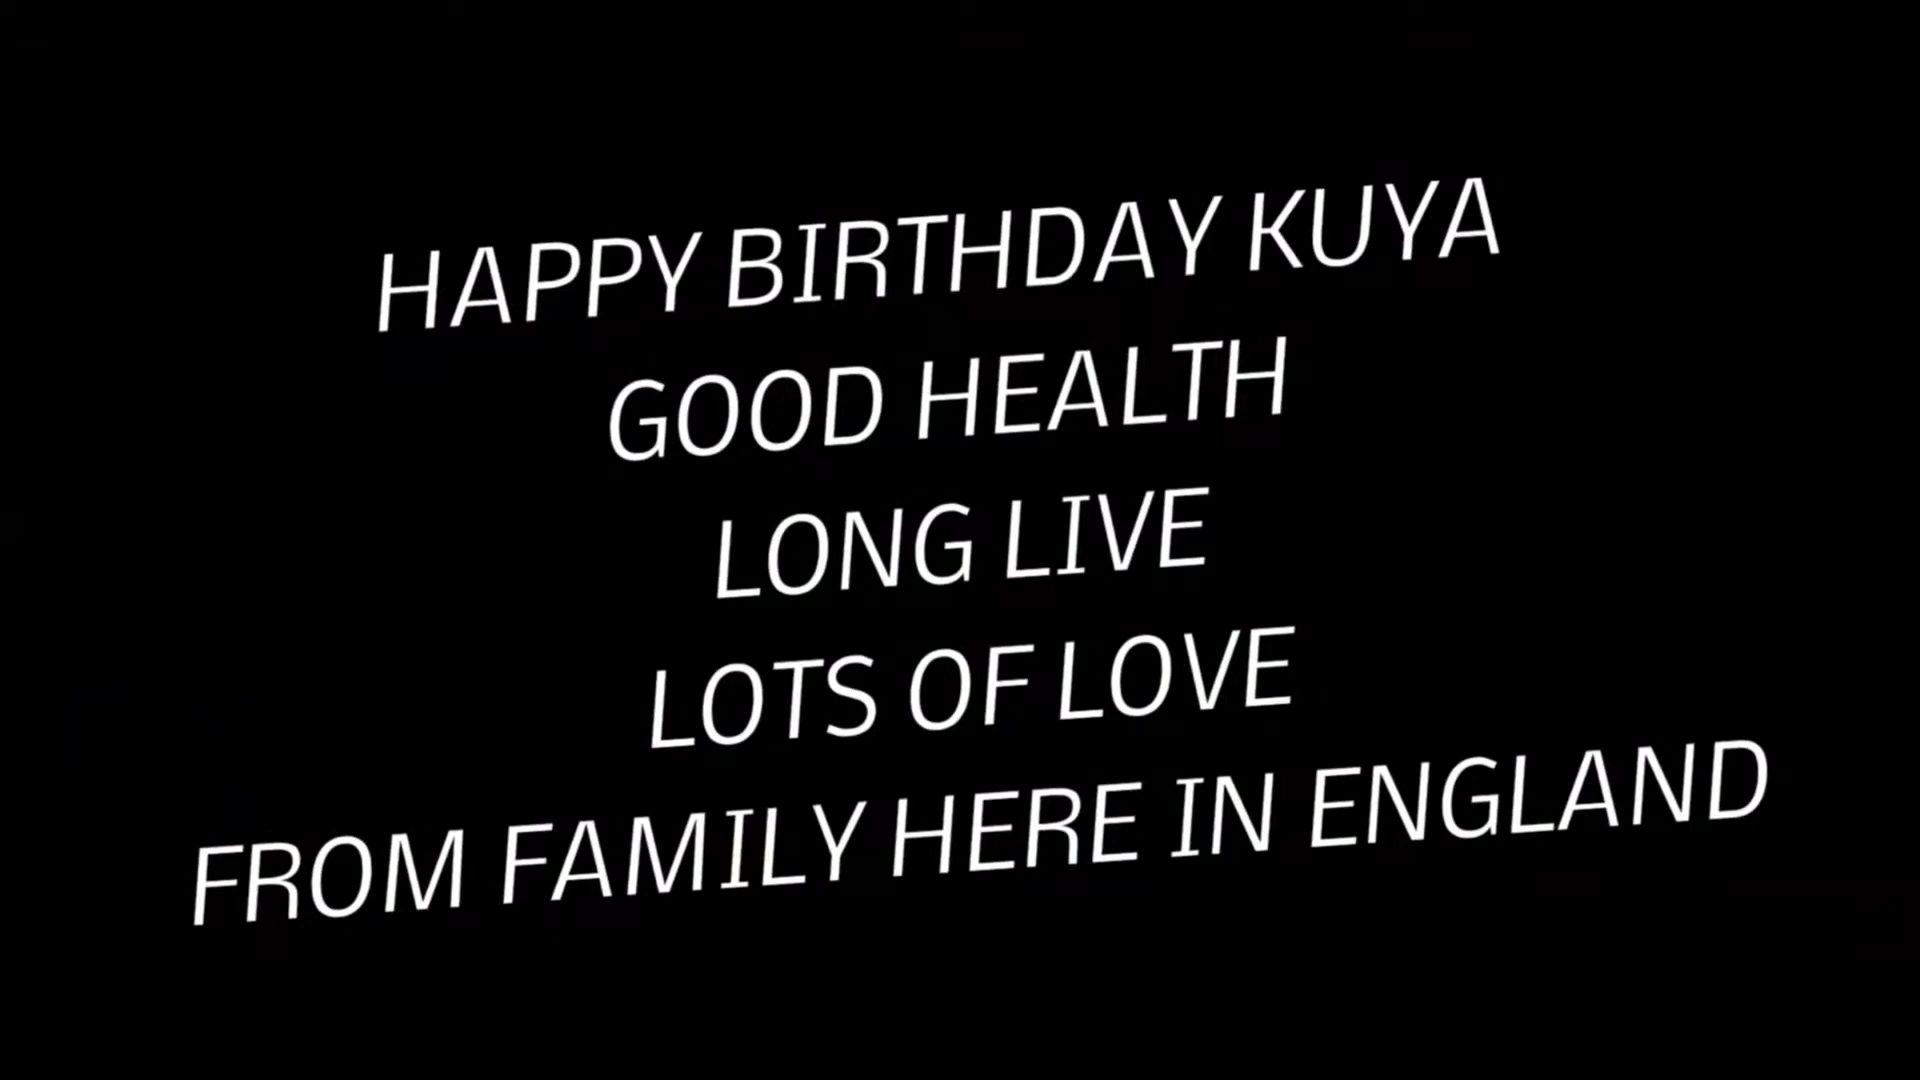 HAPPY BIRTHDAY KUYA
GOOD HEALTH
LONG LIVE
LOTS OF LOVE
FROM FAMILY HERE IN ENGLAND